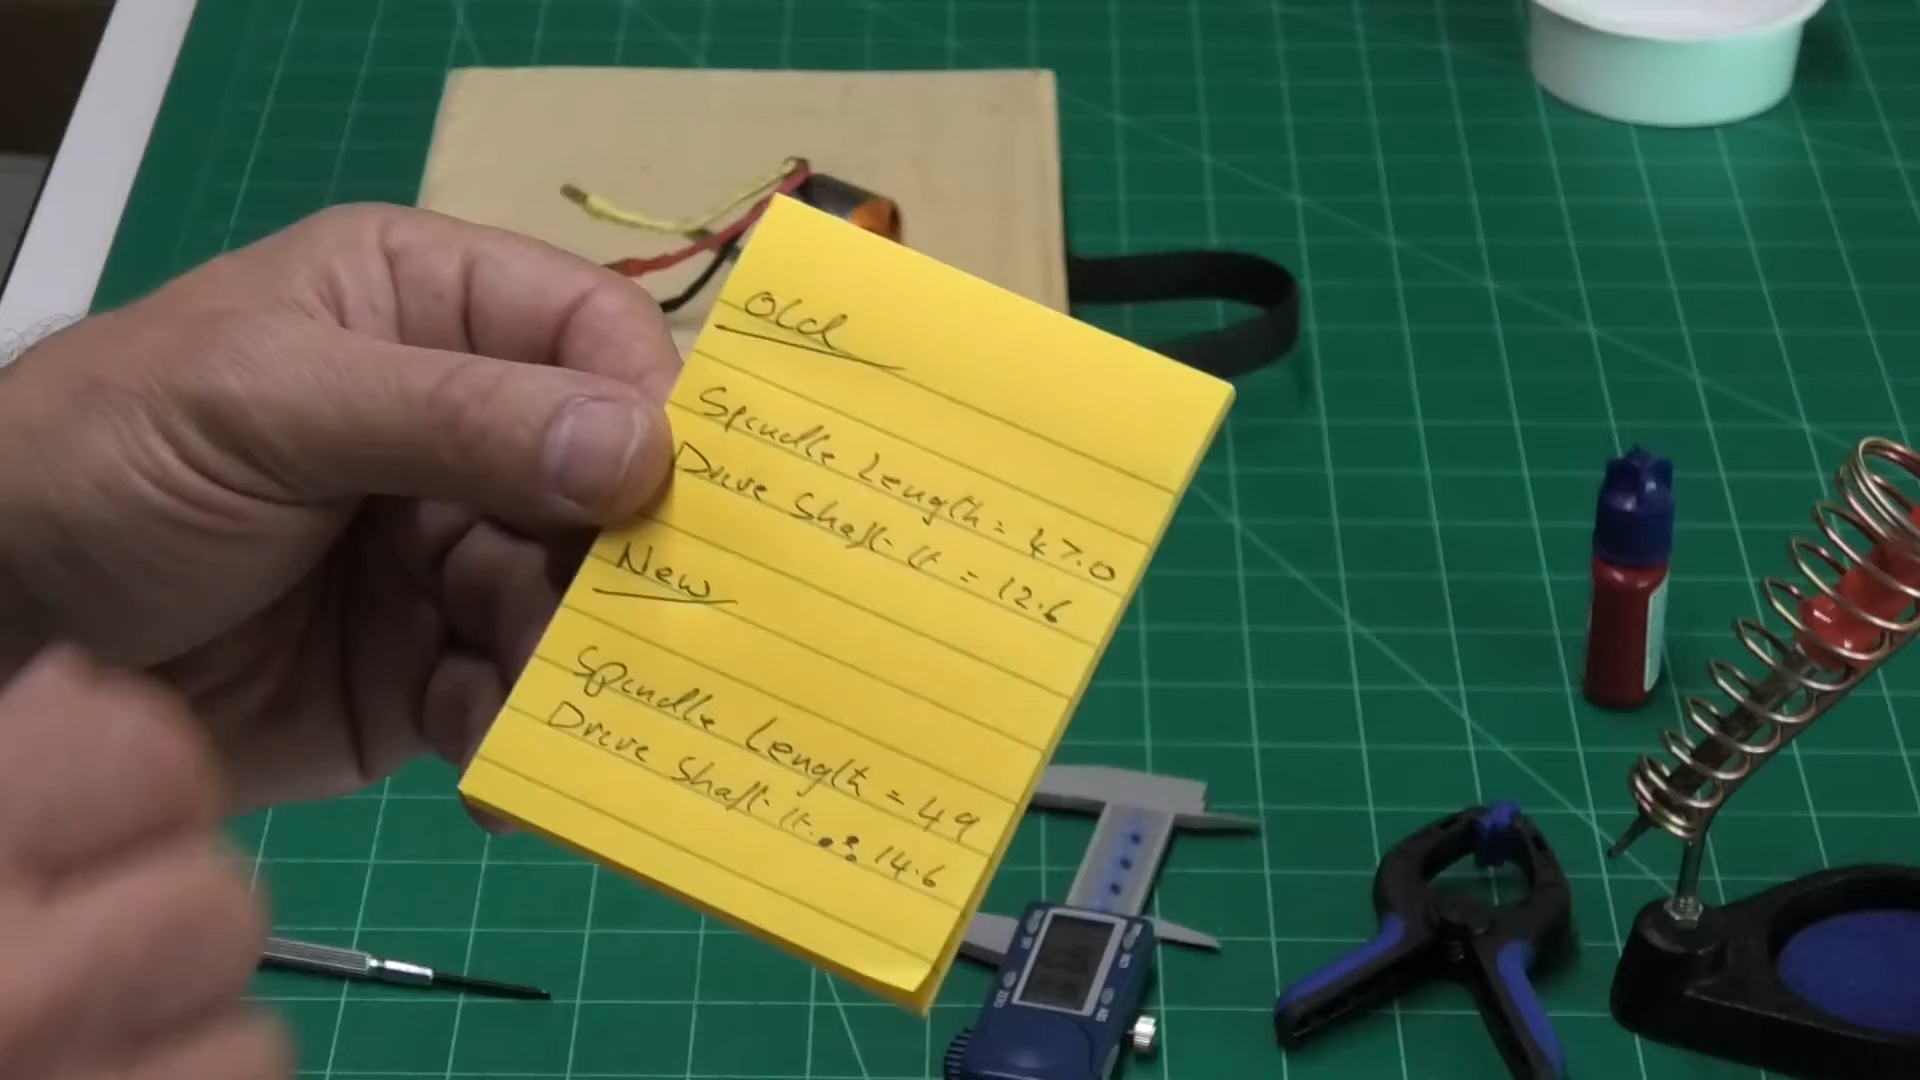 Old
Spindle Length = 47.0
Drive Shaft lt = 12.6
New
Spindle Length = 49
Drive Shaft lt. : 14.6